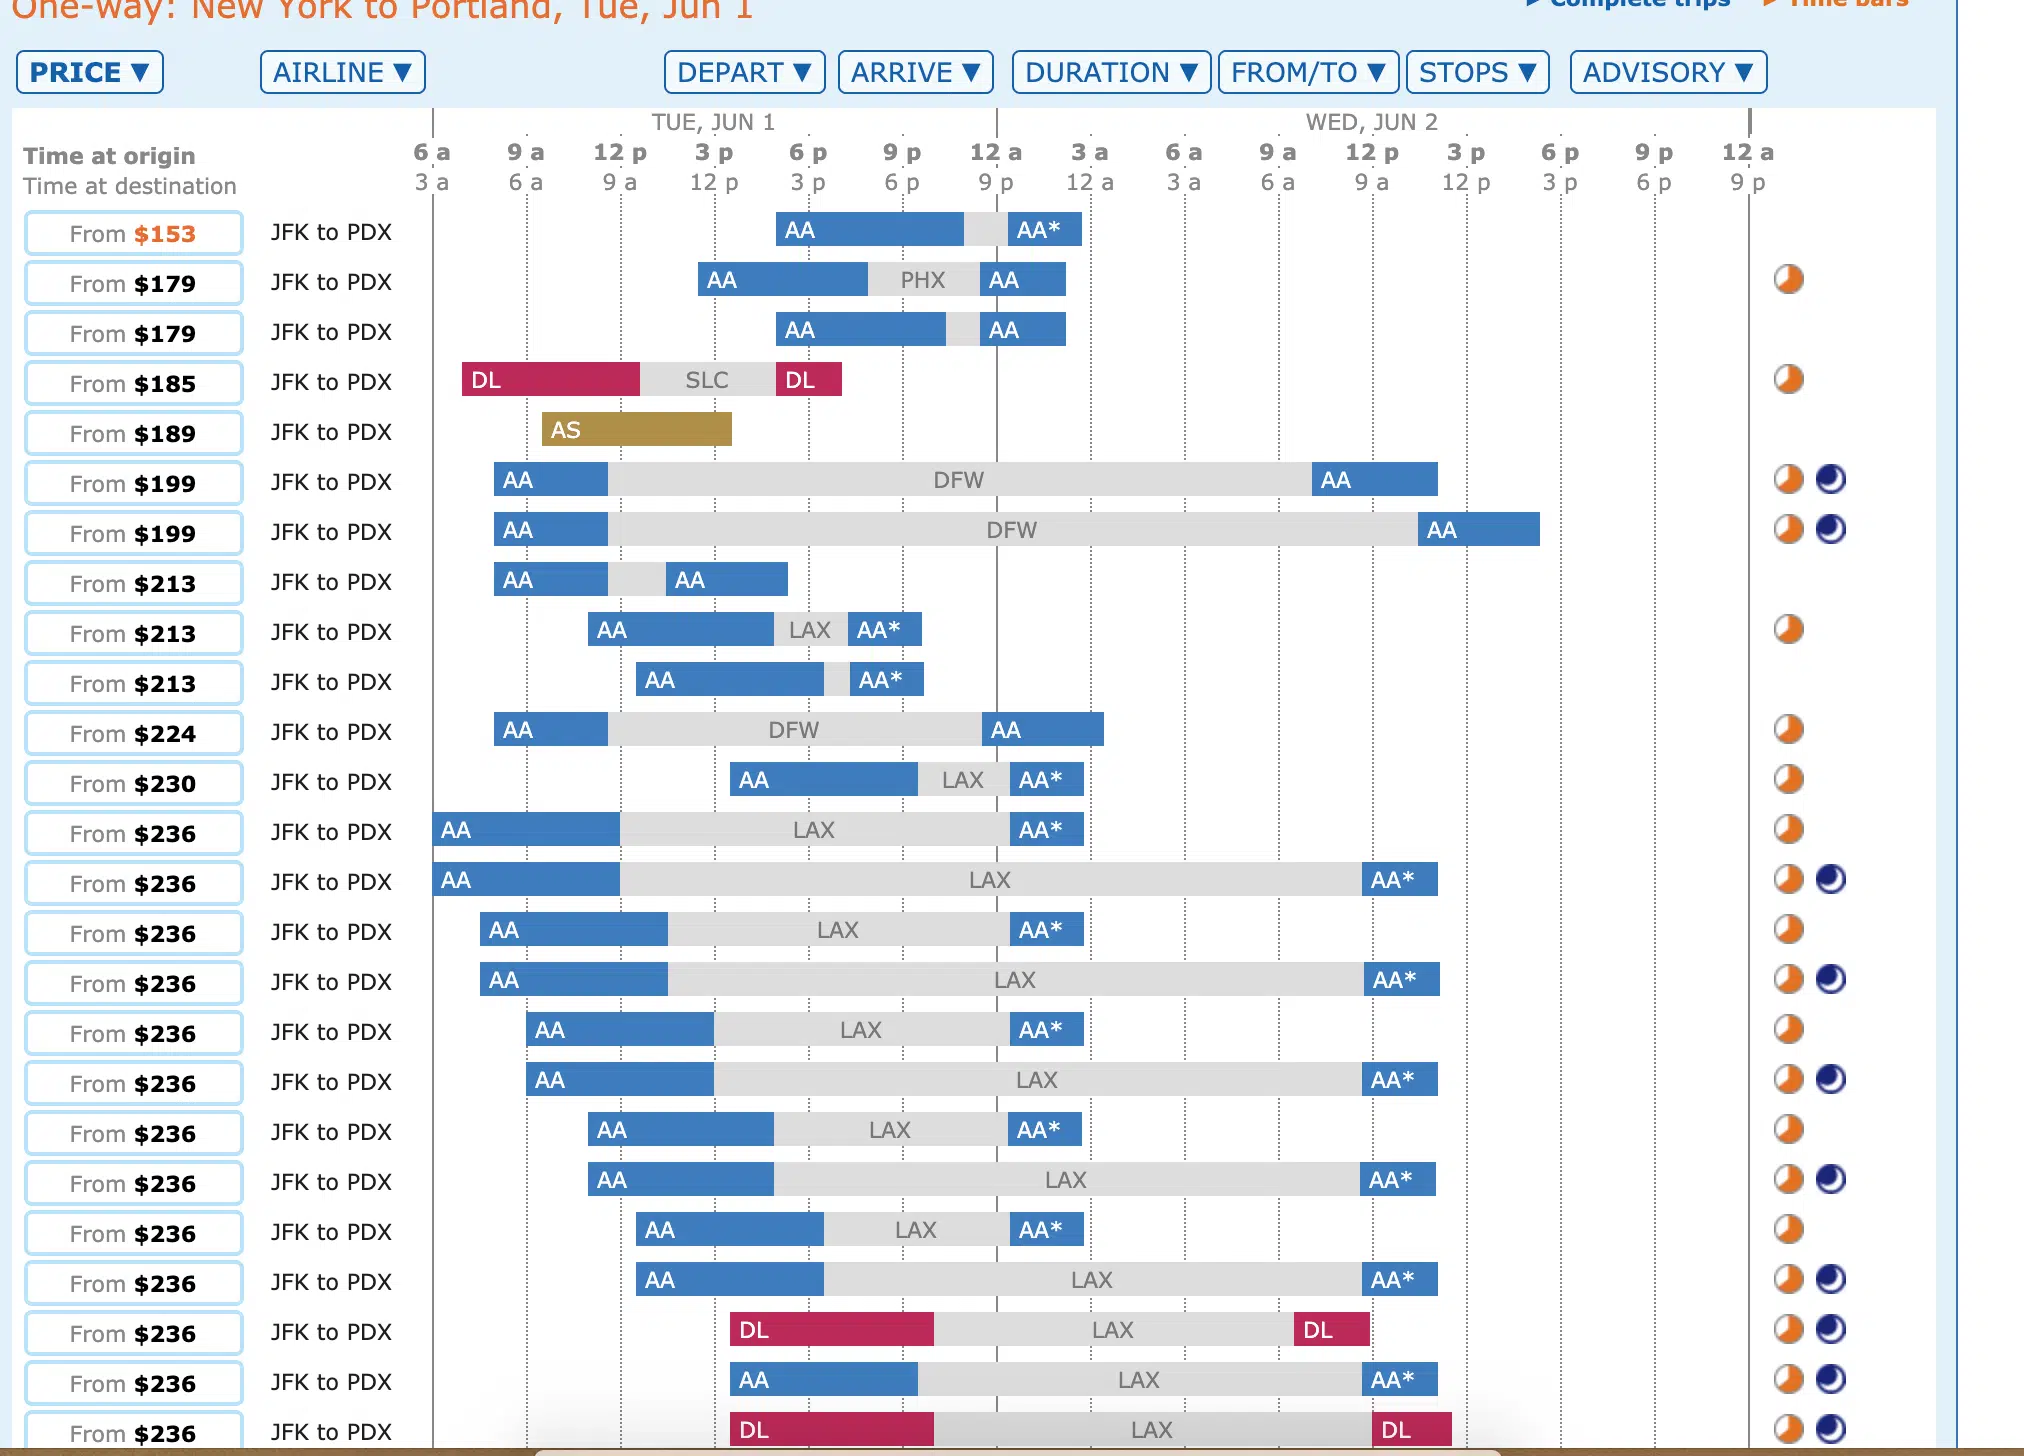 One-way: New York to Portland, Tue, Jun 1
▶ Complete trips ▶ Time bars
PRICE ▼ AIRLINE ▼ DEPART ▼ ARRIVE ▼ DURATION ▼ FROM/TO ▼ STOPS ▼ ADVISORY ▼
TUE, JUN 1 WED, JUN 2
Time at origin 6 a 9 a 12 p 3 p 6 p 9 p 12 a 3 a 6 a 9 a 12 p 3 p 6 p 9 p 12 a
Time at destination 3 a 6 a 9 a 12 p 3 p 6 p 9 p 12 a 3 a 6 a 9 a 12 p 3 p 6 p 9 p
From $153 JFK to PDX AA AA*
From $179 JFK to PDX AA PHX AA
From $179 JFK to PDX AA AA
From $185 JFK to PDX DL SLC DL
From $189 JFK to PDX AS
From $199 JFK to PDX AA DFW AA
From $199 JFK to PDX AA DFW AA
From $213 JFK to PDX AA AA
From $213 JFK to PDX AA LAX AA*
From $213 JFK to PDX AA AA*
From $224 JFK to PDX AA DFW AA
From $230 JFK to PDX AA LAX AA*
From $236 JFK to PDX AA LAX AA*
From $236 JFK to PDX AA LAX AA*
From $236 JFK to PDX AA LAX AA*
From $236 JFK to PDX AA LAX AA*
From $236 JFK to PDX AA LAX AA*
From $236 JFK to PDX AA LAX AA*
From $236 JFK to PDX AA LAX AA*
From $236 JFK to PDX AA LAX AA*
From $236 JFK to PDX AA LAX AA*
From $236 JFK to PDX AA LAX AA*
From $236 JFK to PDX DL LAX DL
From $236 JFK to PDX AA LAX AA*
From $236 JFK to PDX DL LAX DL